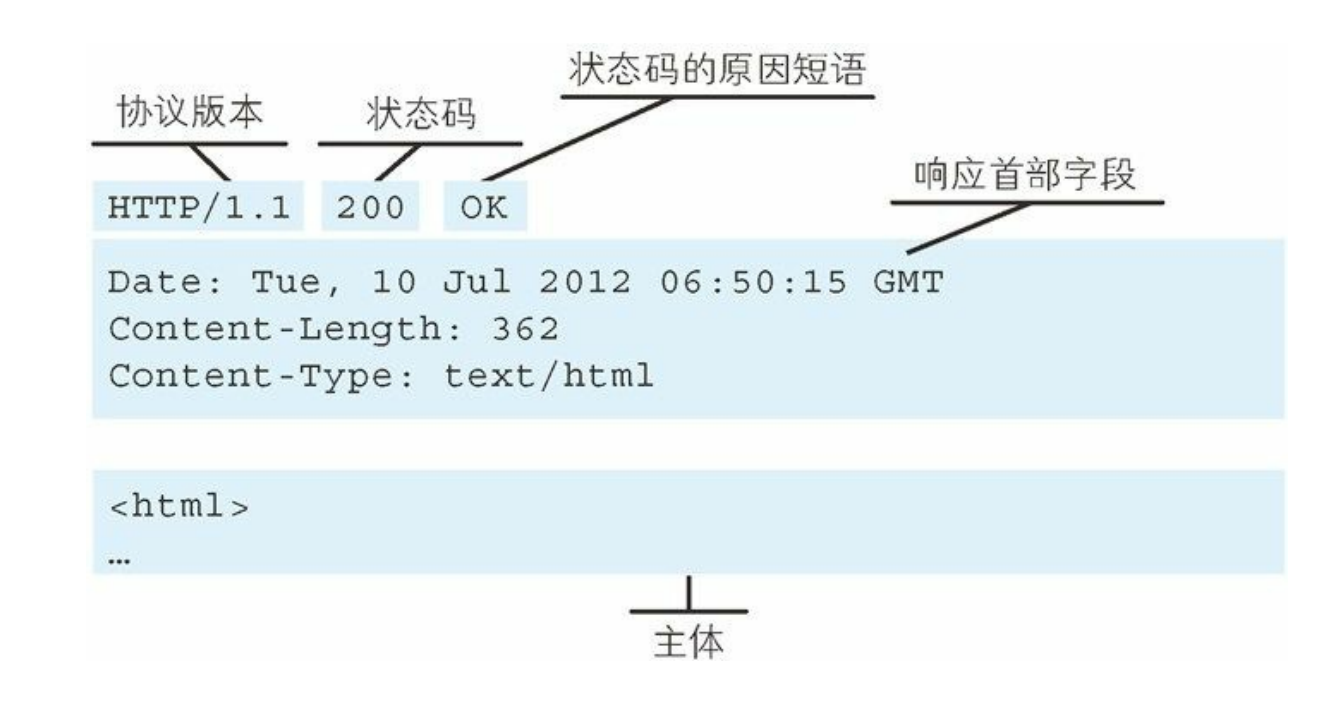 状态码的原因短语
协议版本 状态码
响应首部字段
HTTP/1.1 200 OK
Date: Tue, 10 Jul 2012 06:50:15 GMT
Content-Length: 362
Content-Type: text/html
<html>
…
主体